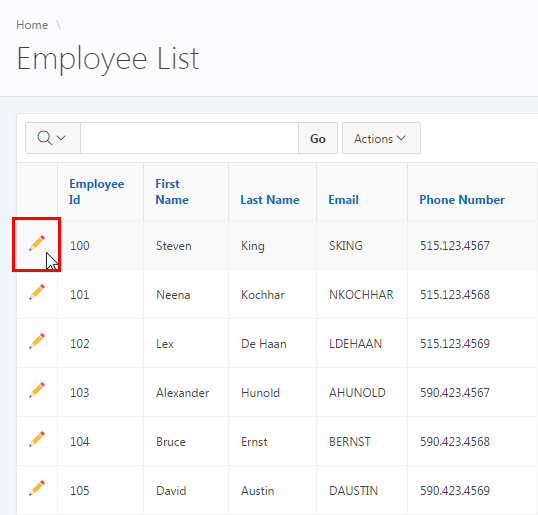 Home \
Employee List
Go Actions
Employee Id First Name Last Name Email Phone Number
100 Steven King SKING 515.123.4567
101 Neena Kochhar NKOCHHAR 515.123.4568
102 Lex De Haan LDEHAAN 515.123.4569
103 Alexander Hunold AHUNOLD 590.423.4567
104 Bruce Ernst BERNST 590.423.4568
105 David Austin DAUSTIN 590.423.4569